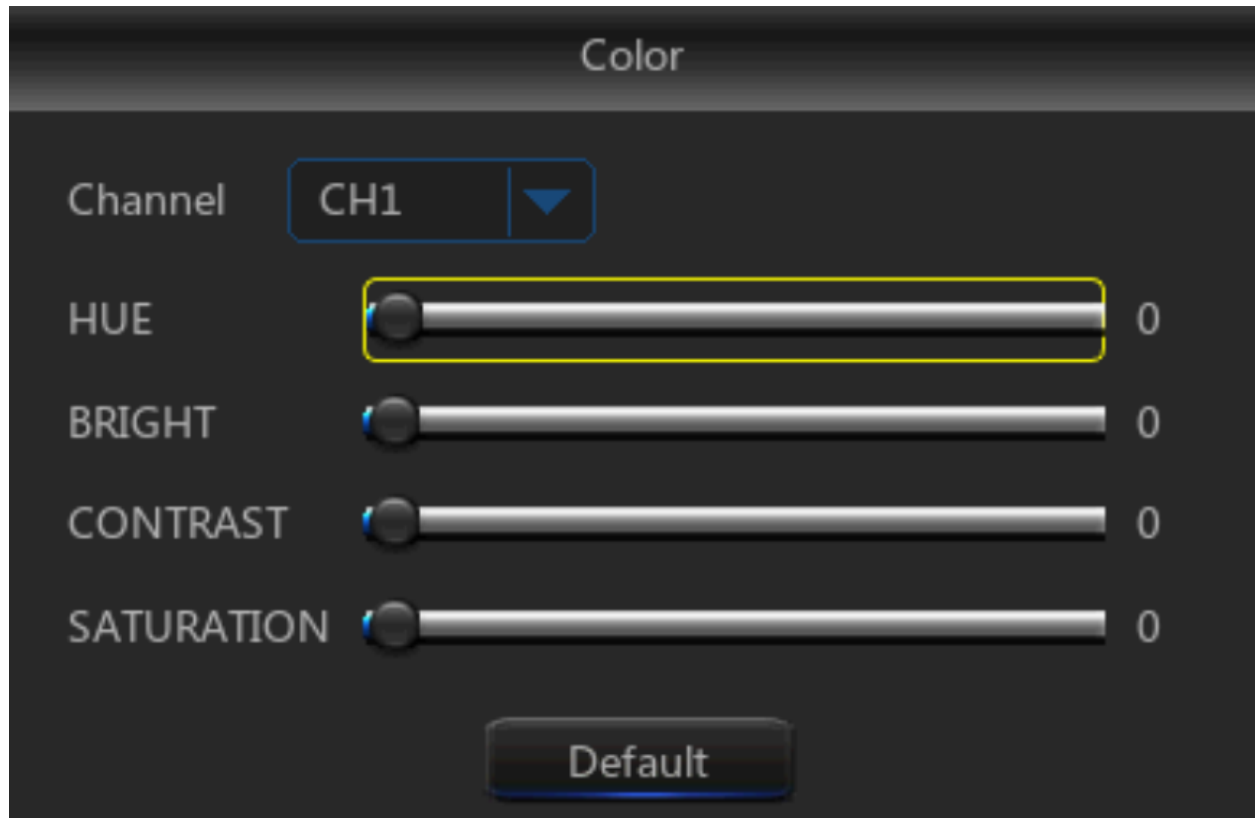 Color
Channel CH1
HUE 0
BRIGHT 0
CONTRAST 0
SATURATION 0
Default